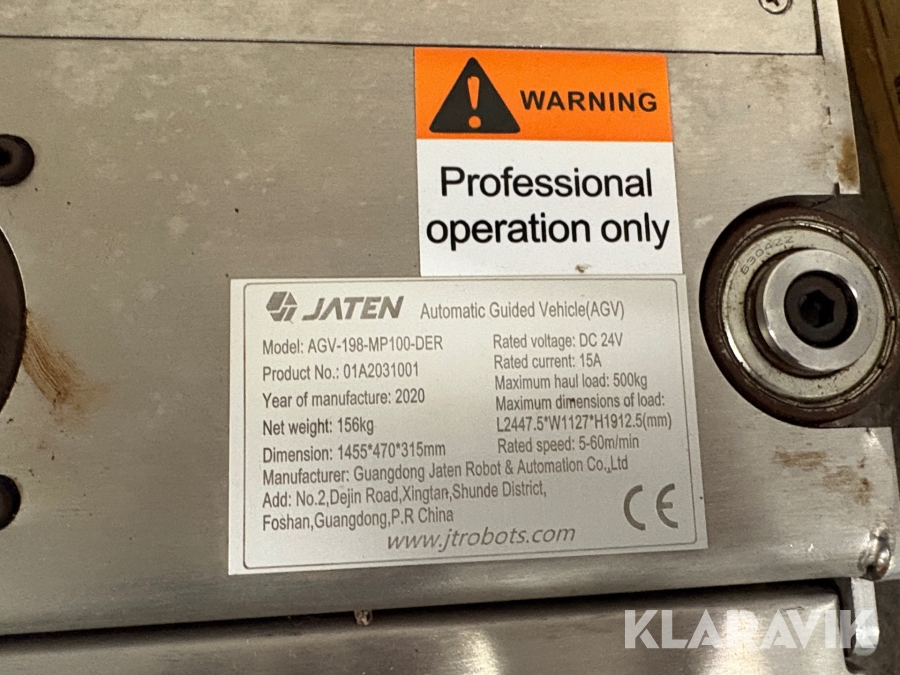 WARNING
Professional
operation only
6304ZZ
JATEN Automatic Guided Vehicle(AGV)
Model: AGV-198-MP100-DER
Product No.: 01A2031001
Year of manufacture: 2020
Net weight: 156kg
Dimension: 1455*470*315mm
Rated voltage: DC 24V
Rated current: 15A
Maximum haul load: 500kg
Maximum dimensions of load:
L2447.5*W1127*H1912.5(mm)
Rated speed: 5-60m/min
Manufacturer: Guangdong Jaten Robot & Automation Co.,Ltd
Add: No.2,Dejin Road,Xingtan,Shunde District,
Foshan,Guangdong,P.R China
CE
www.jtrobots.com
KLARAVIK